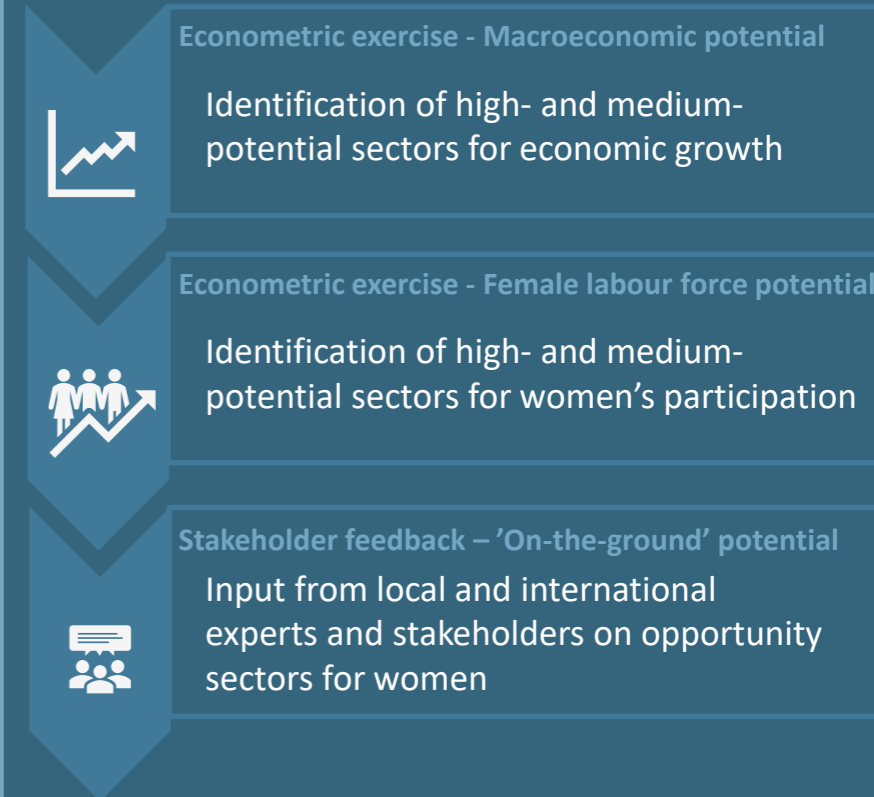 Econometric exercise - Macroeconomic potential
Identification of high- and medium-
potential sectors for economic growth
Econometric exercise - Female labour force potential
Identification of high- and medium-
potential sectors for women’s participation
Stakeholder feedback – ’On-the-ground’ potential
Input from local and international
experts and stakeholders on opportunity
sectors for women